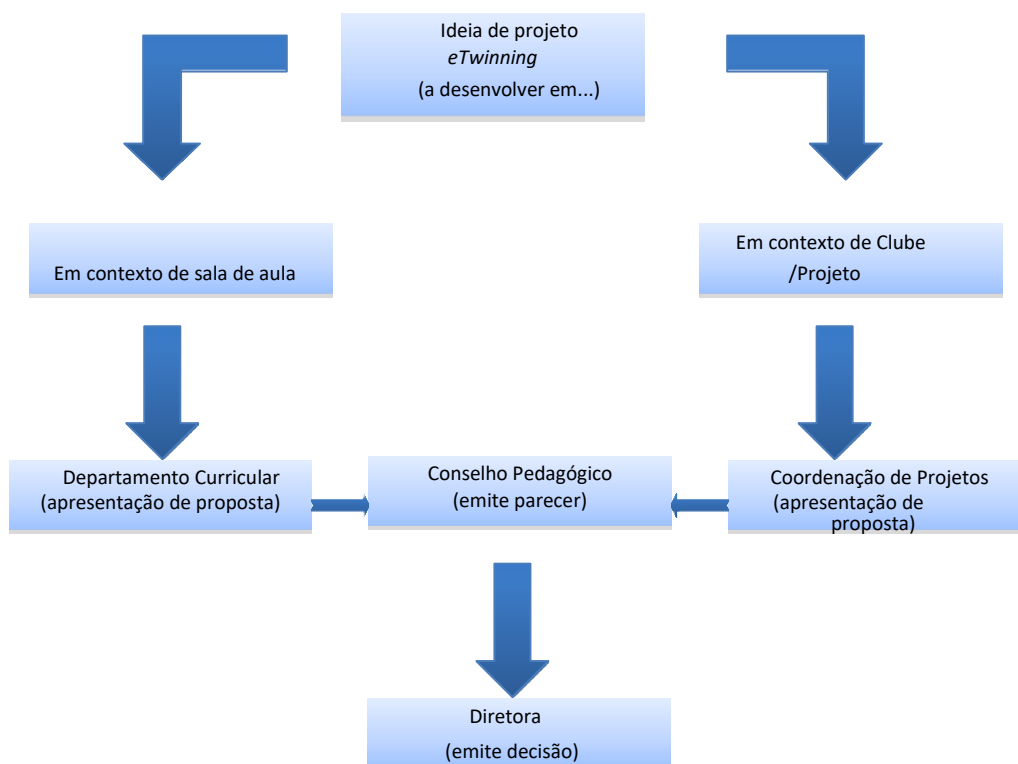 Ideia de projeto
eTwinning
(a desenvolver em...)
Em contexto de sala de aula
Em contexto de Clube
/Projeto
Departamento Curricular
(apresentação de proposta)
Conselho Pedagógico
(emite parecer)
Coordenação de Projetos
(apresentação de
proposta)
Diretora
(emite decisão)